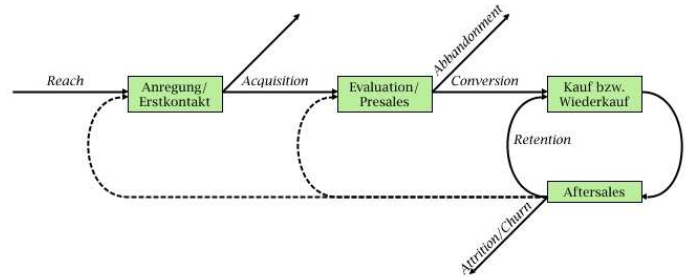 Abbandonment
Reach
Anregung/
Erstkontakt
Acquisition
Evaluation/
Presales
Conversion
Kauf bzw.
Wiederkauf
Retention
Aftersales
Attrition/Churn